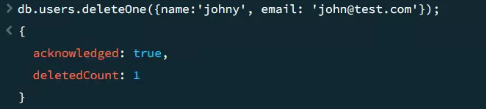 > db.users.deleteOne({name:'johny', email: 'john@test.com'});
< {
acknowledged: true,
deletedCount: 1
}